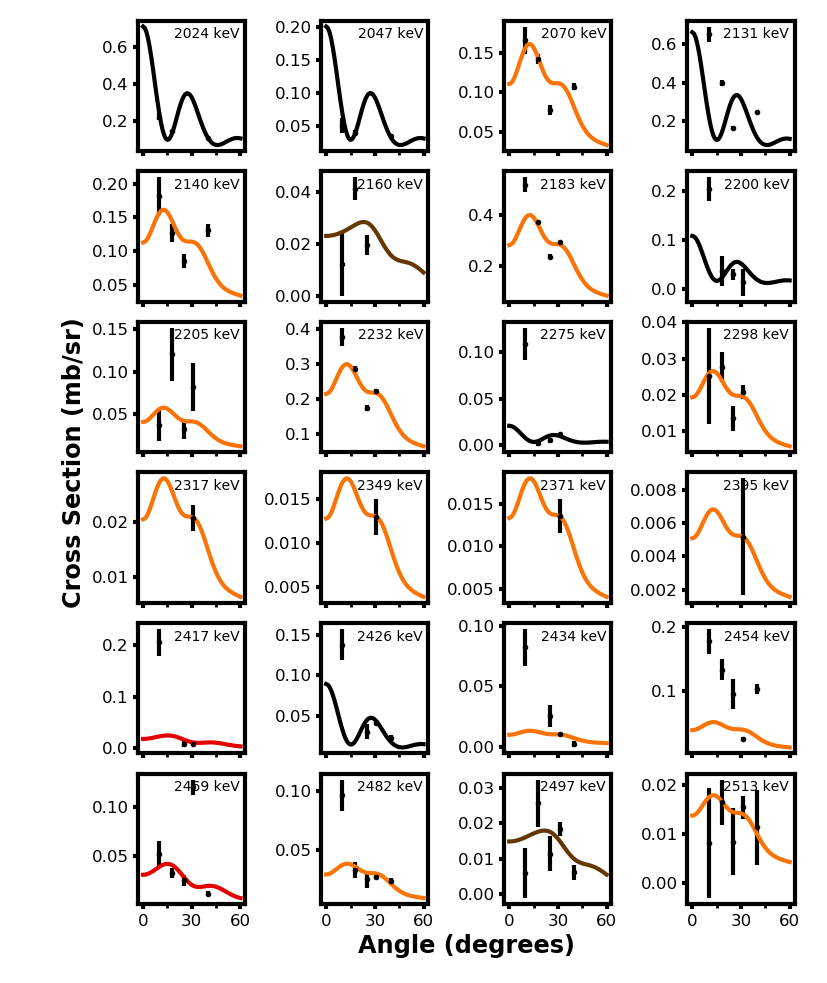 2024 keV 2047 keV 2070 keV 2131 keV
0.6 0.4 0.2
0.20 0.15 0.10 0.05
0.15 0.10 0.05
0.6 0.4 0.2
2140 keV 2160 keV 2183 keV 2200 keV
0.20 0.15 0.10 0.05
0.04 0.02 0.00
0.4 0.2
0.2 0.1 0.0
2205 keV 2232 keV 2275 keV 2298 keV
0.15 0.10 0.05
0.4 0.3 0.2 0.1
0.10 0.05 0.00
0.04 0.03 0.02 0.01
2317 keV 2349 keV 2371 keV 2395 keV
0.02 0.01
0.015 0.010 0.005
0.015 0.010 0.005
0.008 0.006 0.004 0.002
2417 keV 2426 keV 2434 keV 2454 keV
0.2 0.1 0.0
0.15 0.10 0.05
0.10 0.05 0.00
0.2 0.1
2469 keV 2482 keV 2497 keV 2513 keV
0.10 0.05
0.10 0.05
0.03 0.02 0.01 0.00
0.02 0.01 0.00
0 30 60 0 30 60 0 30 60 0 30 60
Cross Section (mb/sr)
Angle (degrees)